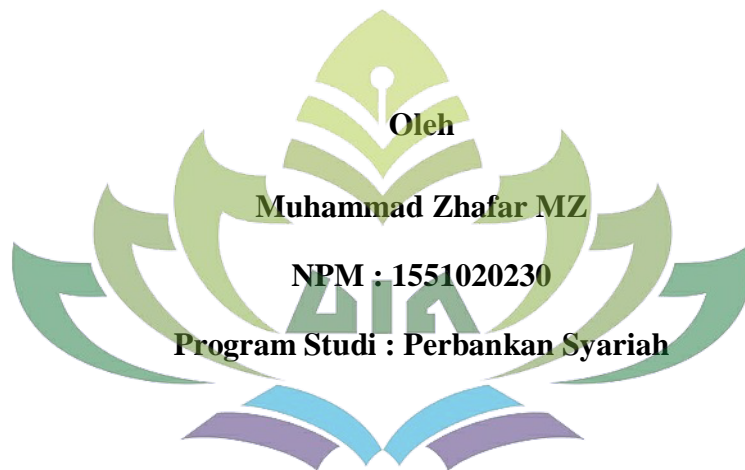 Oleh
Muhammad Zhafar MZ
NPM : 1551020230
Program Studi : Perbankan Syariah